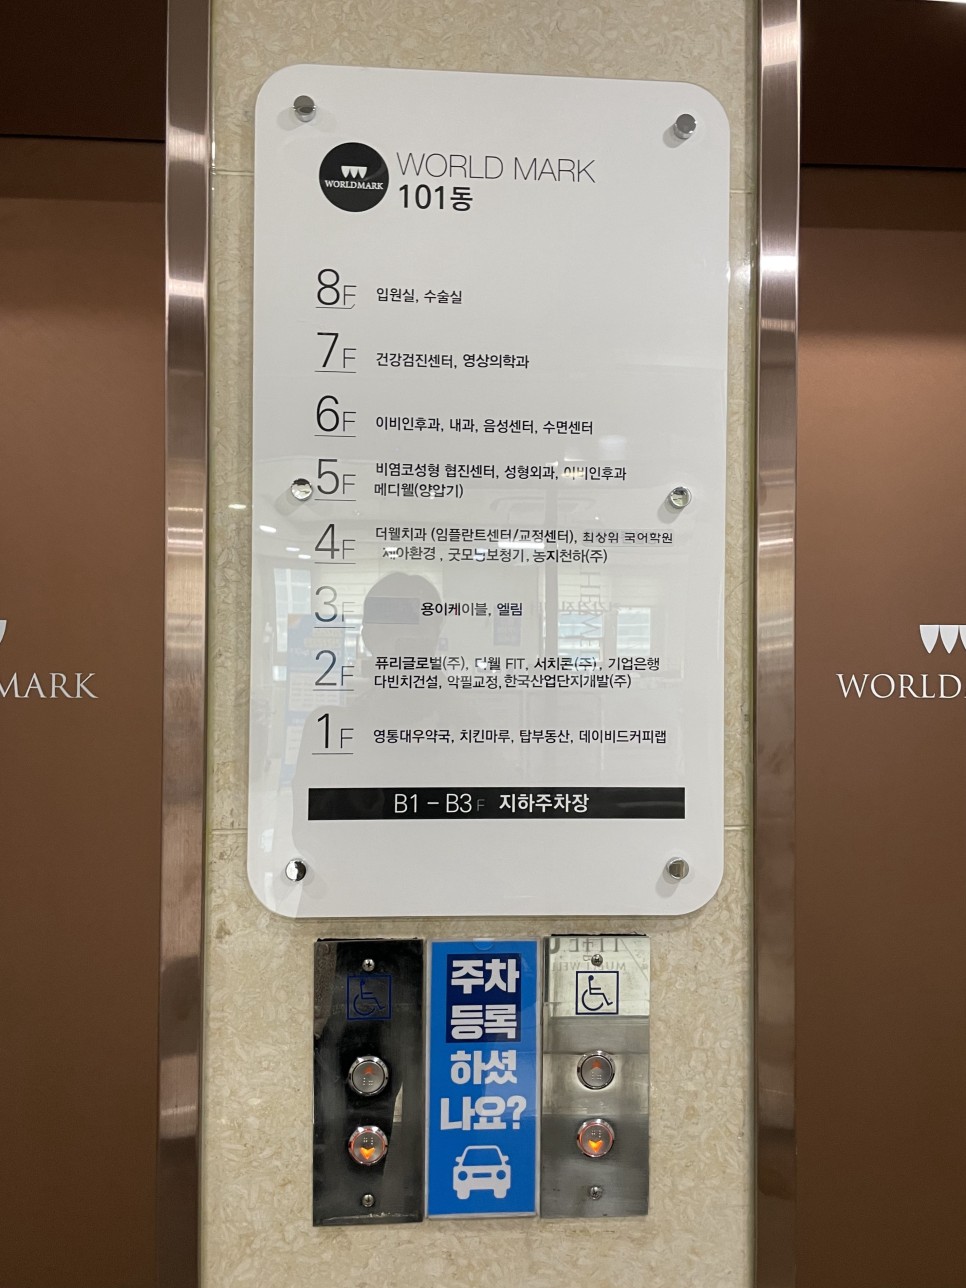 WORLDMARK
WORLD MARK
101동
8F 입원실, 수술실
7F 건강검진센터, 영상의학과
6F 이비인후과, 내과, 음성센터, 수면센터
5F 비염코성형 협진센터, 성형외과, 이비인후과
메디웰(양압기)
4F 더웰치과 (임플란트센터/교정센터), 최상위 국어학원
제아환경, 굿모닝보청기, 농지천하(주)
3F 용이케이블, 엘림
2F 퓨리글로벌(주), 더웰 FIT, 서치콘(주), 기업은행
다빈치건설, 악필교정, 한국산업단지개발(주)
1F 영통대우약국, 치킨마루, 탑부동산, 데이비드커피랩
B1 - B3 F 지하주차장
MARK
WORLD
주차
등록
하셨
나요?